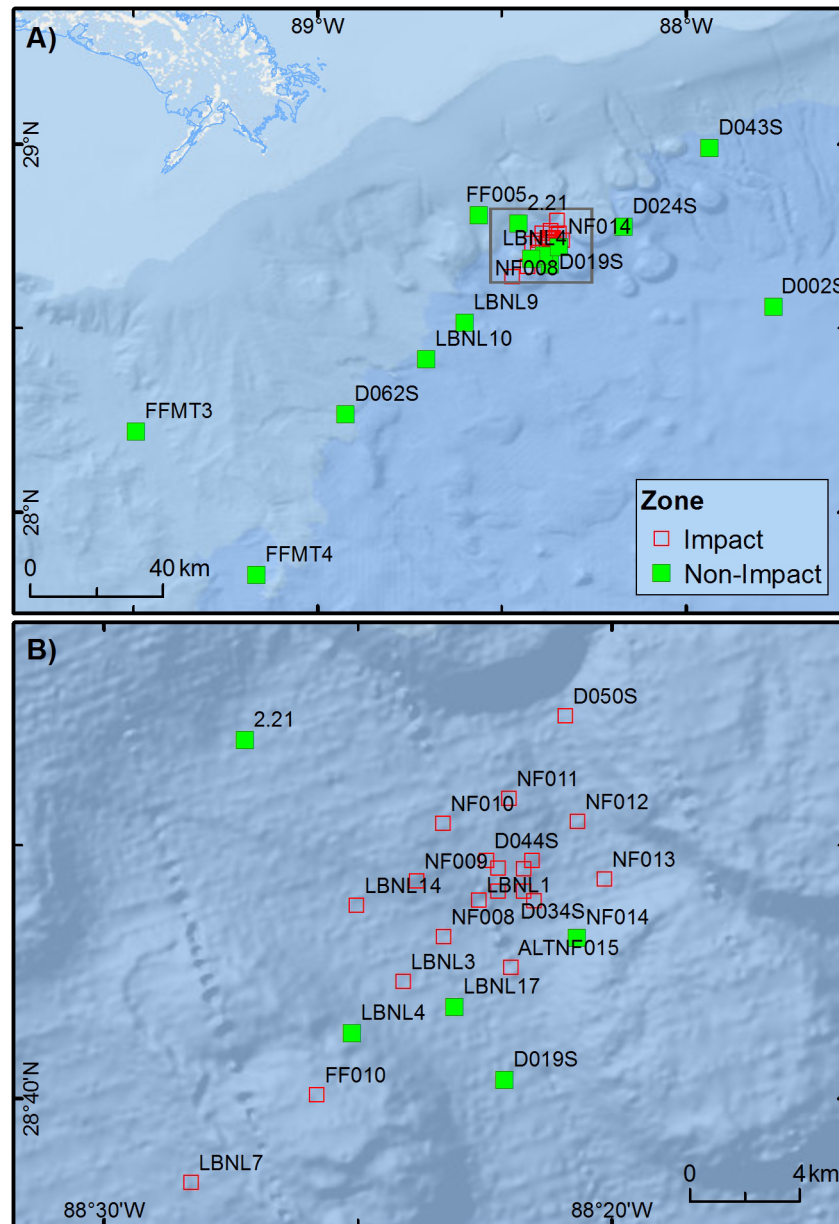 A)
89°W
88°W
29°N
D043S
FF005
2.21
D024S
NF014
LBNL4
D019S
NF008
D002S
LBNL9
LBNL10
D062S
FFMT3
28°N
FFMT4
0 40 km
Zone
Impact
Non-Impact
B)
D050S
2.21
NF011
NF010
NF012
D044S
NF009
NF013
LBNL14
LBNL1
NF008
D034S
NF014
ALTNF015
LBNL3
LBNL17
LBNL4
D019S
FF010
28°40'N
LBNL7
0 4 km
88°30'W
88°20'W